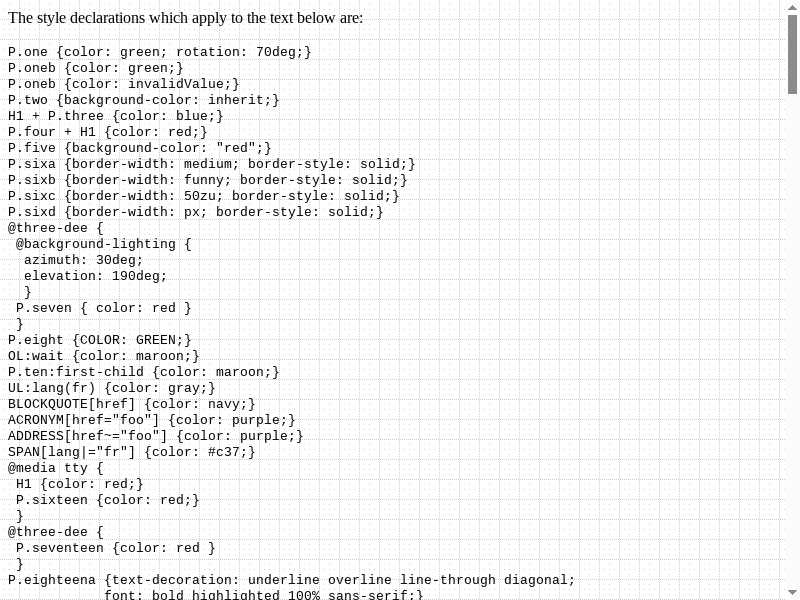 The style declarations which apply to the text below are:
P.one {color: green; rotation: 70deg;}
P.oneb {color: green;}
P.oneb {color: invalidValue;}
P.two {background-color: inherit;}
H1 + P.three {color: blue;}
P.four + H1 {color: red;}
P.five {background-color: "red";}
P.sixa {border-width: medium; border-style: solid;}
P.sixb {border-width: funny; border-style: solid;}
P.sixc {border-width: 50zu; border-style: solid;}
P.sixd {border-width: px; border-style: solid;}
@three-dee {
 @background-lighting {
  azimuth: 30deg;
  elevation: 190deg;
  }
 P.seven { color: red }
 }
P.eight {COLOR: GREEN;}
OL:wait {color: maroon;}
P.ten:first-child {color: maroon;}
UL:lang(fr) {color: gray;}
BLOCKQUOTE[href] {color: navy;}
ACRONYM[href="foo"] {color: purple;}
ADDRESS[href~="foo"] {color: purple;}
SPAN[lang|="fr"] {color: #c37;}
@media tty {
 H1 {color: red;}
 P.sixteen {color: red;}
 }
@three-dee {
 P.seventeen {color: red }
 }
P.eighteena {text-decoration: underline overline line-through diagonal;
            font: bold highlighted 100% sans-serif;}